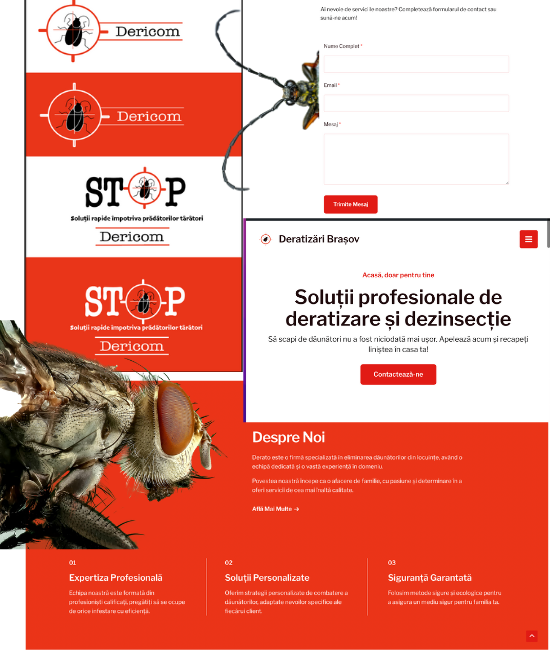 Dericom
Dericom
STOP
Soluții rapide împotriva prădătorilor târâtori
Dericom
STOP
Soluții rapide împotriva prădătorilor târâtori
Dericom
Ai nevoie de serviciile noastre? Completează formularul de contact sau
sună-ne acum!
Name Complet *
Email *
Mesaj *
Trimite Mesaj
Deratizări Brașov
Acasă, doar pentru tine
Soluții profesionale de
deratizare și dezinsecție
Să scapi de dăunători nu a fost niciodată mai ușor. Apelează acum și recapeți
liniștea în casa ta!
Contactează-ne
Despre Noi
Derato este o firmă specializată în eliminarea dăunătorilor din locuințe, având o
echipă dedicată și o vastă experiență în domeniu.
Povestea noastră începe ca o afacere de familie, cu pasiune și determinare în a
oferi servicii de cea mai înaltă calitate.
Află Mai Multe →
01
Expertiza Profesională
Echipa noastră este formată din
profesioniști calificați, pregătiți să se ocupe
de orice infestare cu eficiență.
02
Soluții Personalizate
Oferim strategii personalizate de combatere a
dăunătorilor, adaptate nevoilor specifice ale
fiecărui client.
03
Siguranță Garantată
Folosim metode sigure și ecologice pentru
a asigura un mediu sigur pentru familia ta.